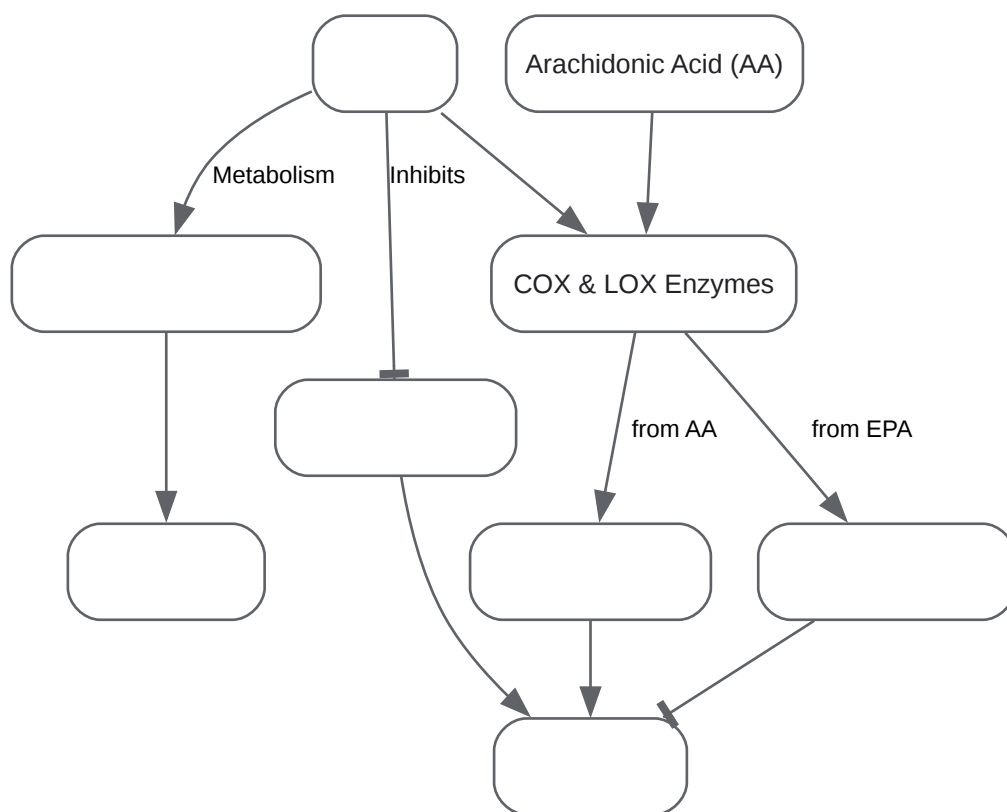 Arachidonic Acid (AA)
Metabolism
Inhibits
COX & LOX Enzymes
from AA
from EPA